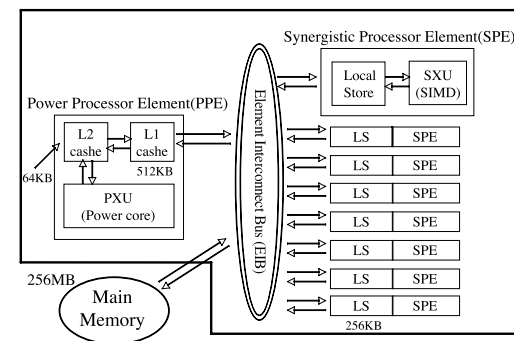 Synergistic Processor Element(SPE)
Local
Store
SXU
(SIMD)
Power Processor Element(PPE)
L2
cashe
L1
cashe
64KB
512KB
PXU
(Power core)
Element Interconnect Bus (EIB)
LS SPE
LS SPE
LS SPE
LS SPE
LS SPE
LS SPE
LS SPE
256KB
256MB
Main
Memory